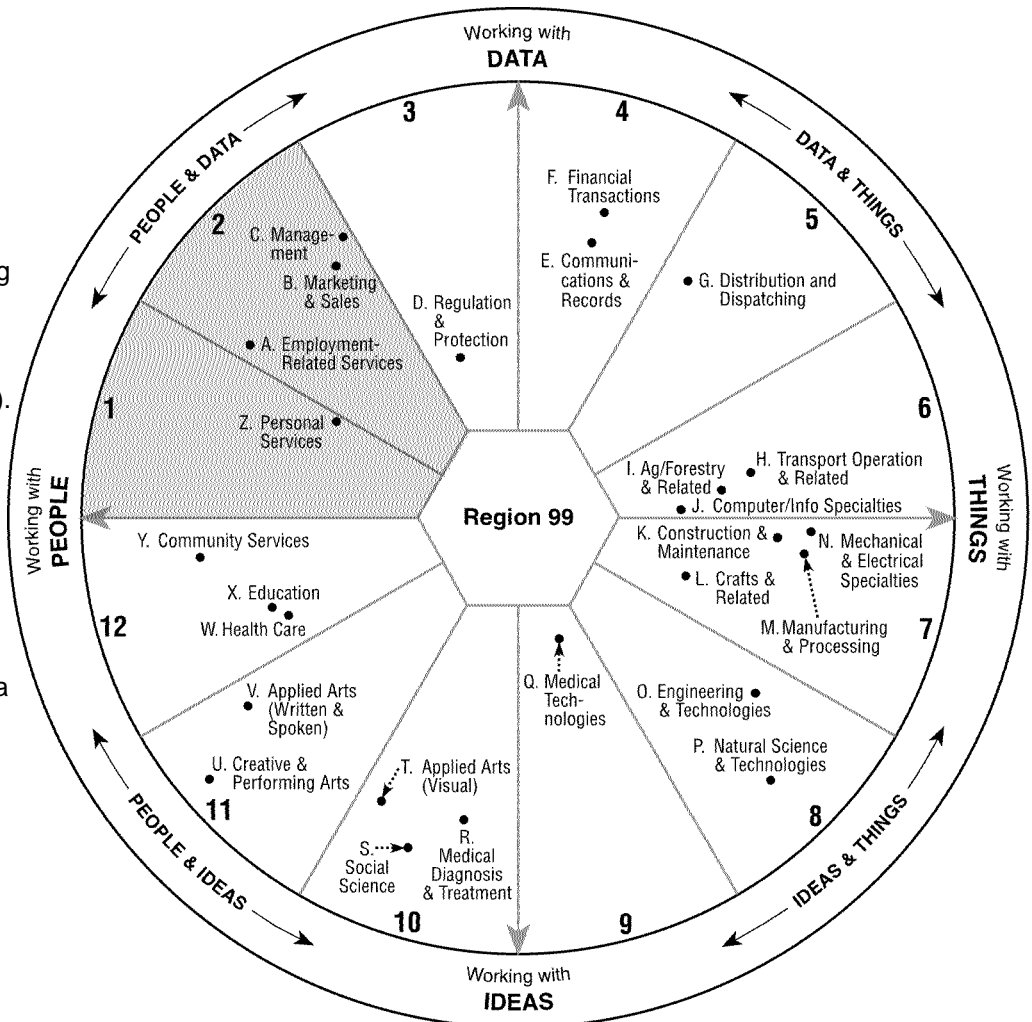 Working with
DATA
3
4
PEOPLE & DATA
DATA & THINGS
2
5
F. Financial
Transactions
C. Manage-
ment
E. Communi-
cations &
Records
B. Marketing
& Sales
G. Distribution and
Dispatching
D. Regulation
&
Protection
g
A. Employment-
Related Services
).
1
6
Z. Personal
Services
I. Ag/Forestry
& Related
H. Transport Operation
& Related
J. Computer/Info Specialties
Working with
PEOPLE
Region 99
Working with
THINGS
Y. Community Services
K. Construction &
Maintenance
N. Mechanical
& Electrical
Specialties
X. Education
L. Crafts &
Related
W. Health Care
12
7
M. Manufacturing
& Processing
a
V. Applied Arts
(Written &
Spoken)
Q. Medical
Tech-
nologies
O. Engineering
& Technologies
U. Creative &
Performing Arts
T. Applied Arts
(Visual)
P. Natural Science
& Technologies
11
8
S.
Social
Science
R.
Medical
Diagnosis
& Treatment
PEOPLE & IDEAS
IDEAS & THINGS
10
9
Working with
IDEAS